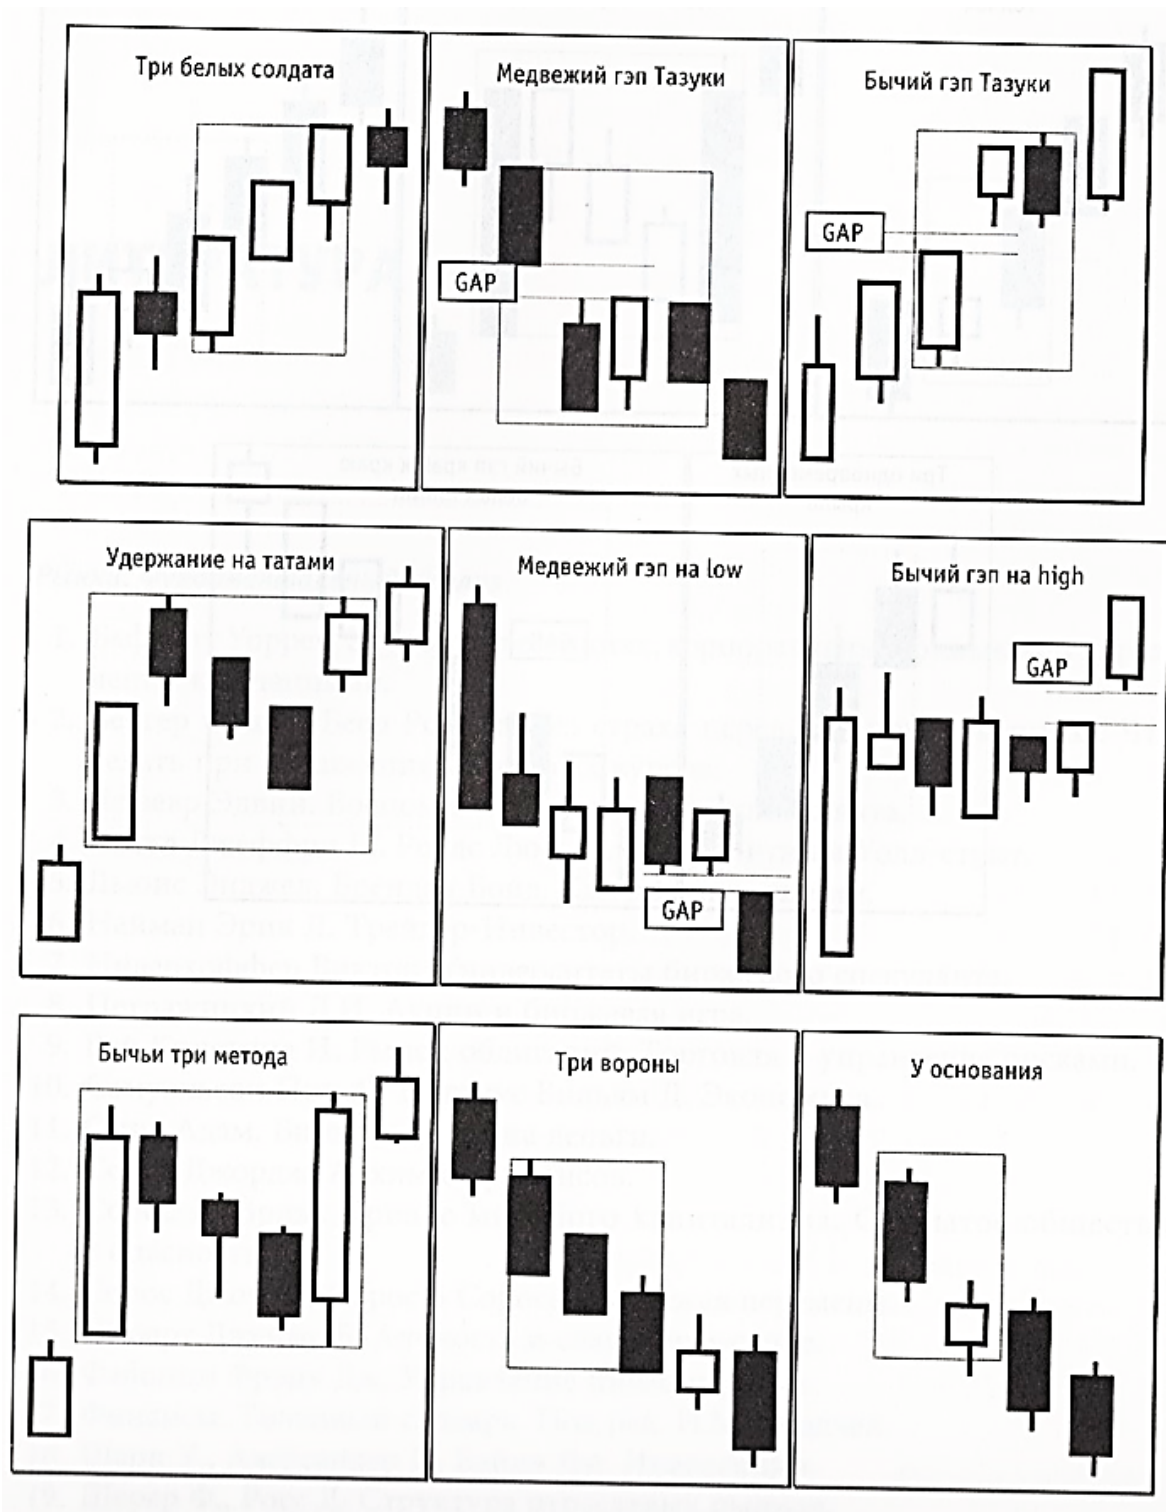 Три белых солдата
Медвежий гэп Тазуки
Бычий гэп Тазуки
GAP
GAP
Удержание на татами
Медвежий гэп на low
Бычий гэп на high
GAP
GAP
Бычьи три метода
Три вороны
У основания